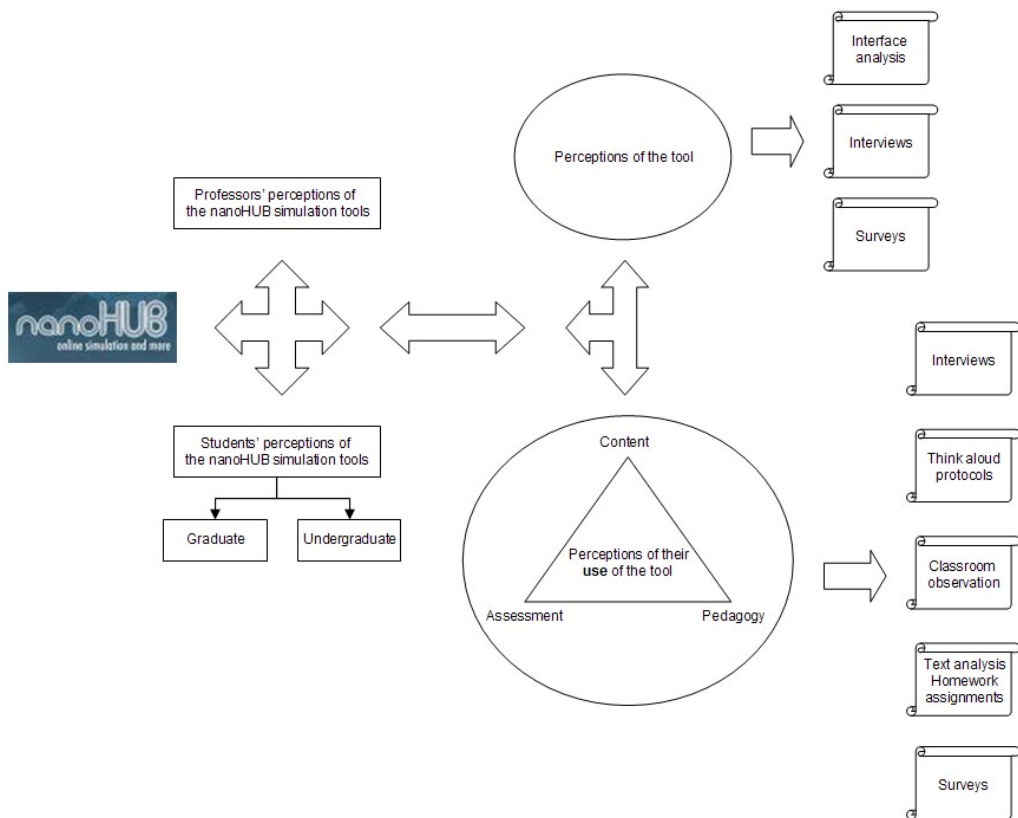 Interface
analysis
Interviews
Surveys
Perceptions of the tool
Professors' perceptions of
the nanoHUB simulation tools
nanoHUB
online simulation and more
Students' perceptions of
the nanoHUB simulation tools
Graduate
Undergraduate
Content
Perceptions of their
use of the tool
Assessment
Pedagogy
Interviews
Think aloud
protocols
Classroom
observation
Text analysis
Homework
assignments
Surveys